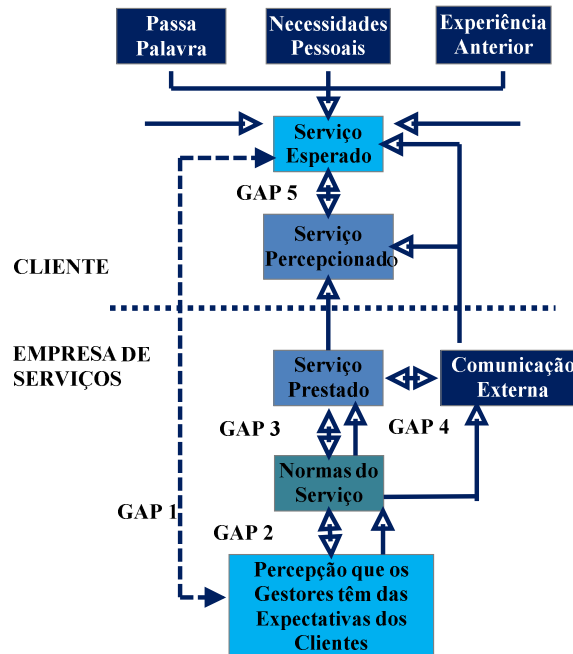 Passa
Palavra
Necessidades
Pessoais
Experiência
Anterior
Serviço
Esperado
GAP 5
Serviço
Percepcionado
CLIENTE
EMPRESA DE
SERVIÇOS
Serviço
Prestado
Comunicação
Externa
GAP 3
GAP 4
Normas do
Serviço
GAP 1
GAP 2
Percepção que os
Gestores têm das
Expectativas dos
Clientes